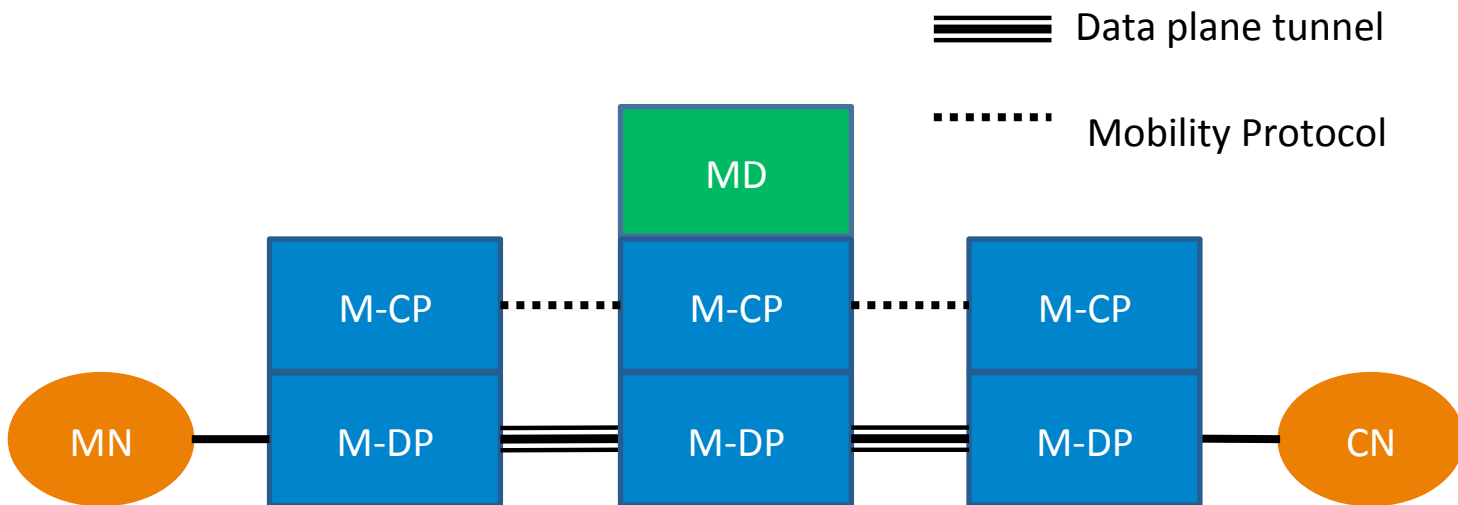 Data plane tunnel
Mobility Protocol
MD
M-CP M-CP M-CP
MN M-DP M-DP M-DP CN